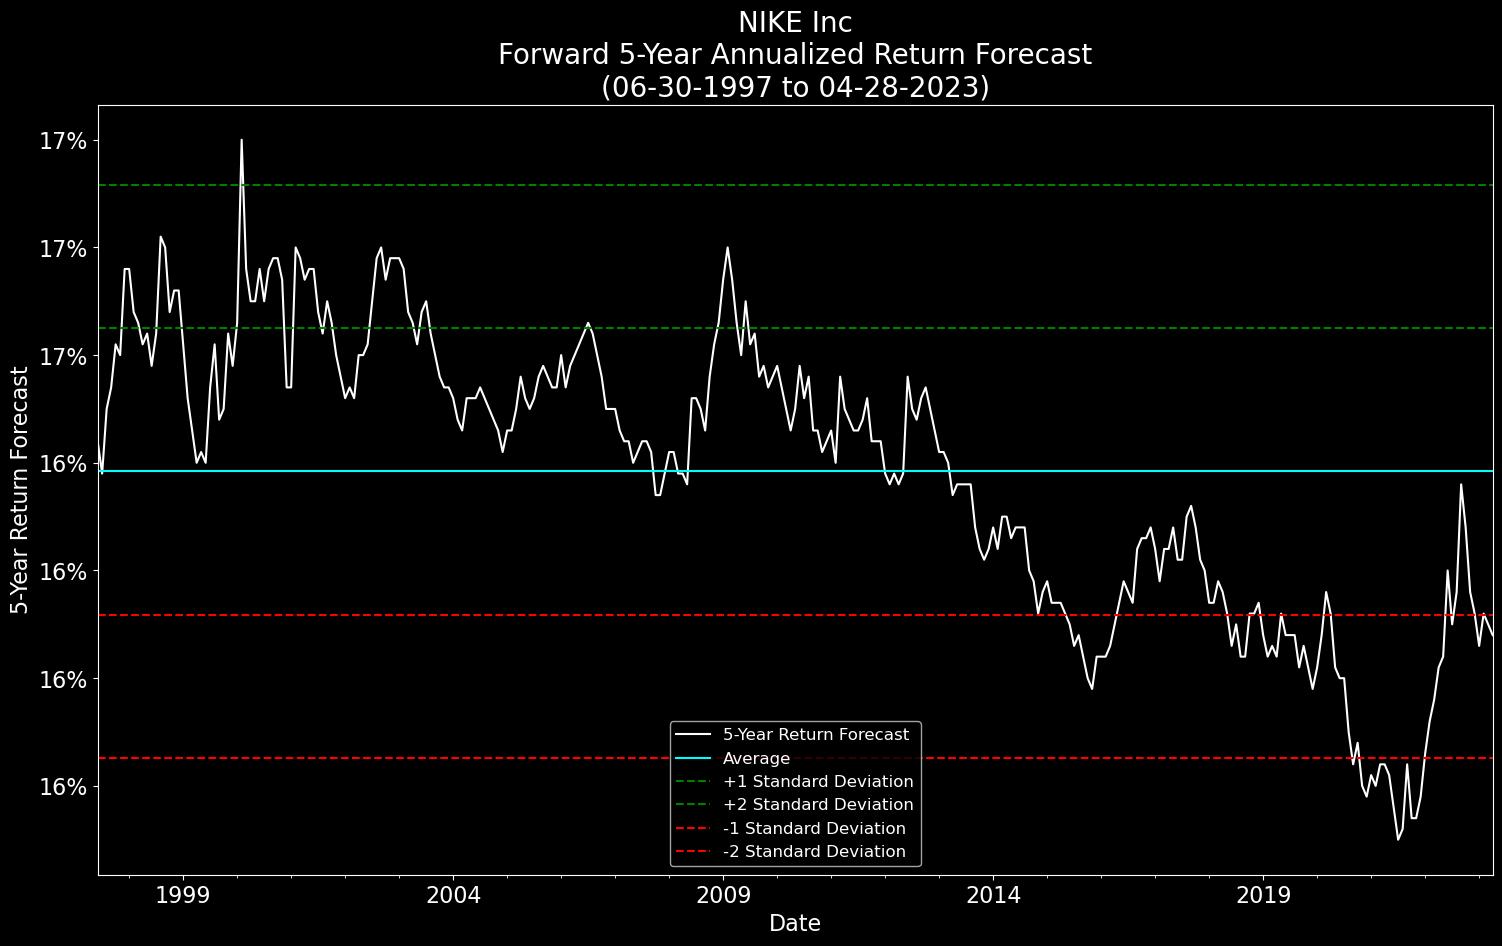 NIKE Inc
Forward 5-Year Annualized Return Forecast
(06-30-1997 to 04-28-2023)
5-Year Return Forecast
17%
17%
17%
16%
16%
16%
16%
5-Year Return Forecast
Average
+1 Standard Deviation
+2 Standard Deviation
-1 Standard Deviation
-2 Standard Deviation
1999
2004
2009
2014
2019
Date